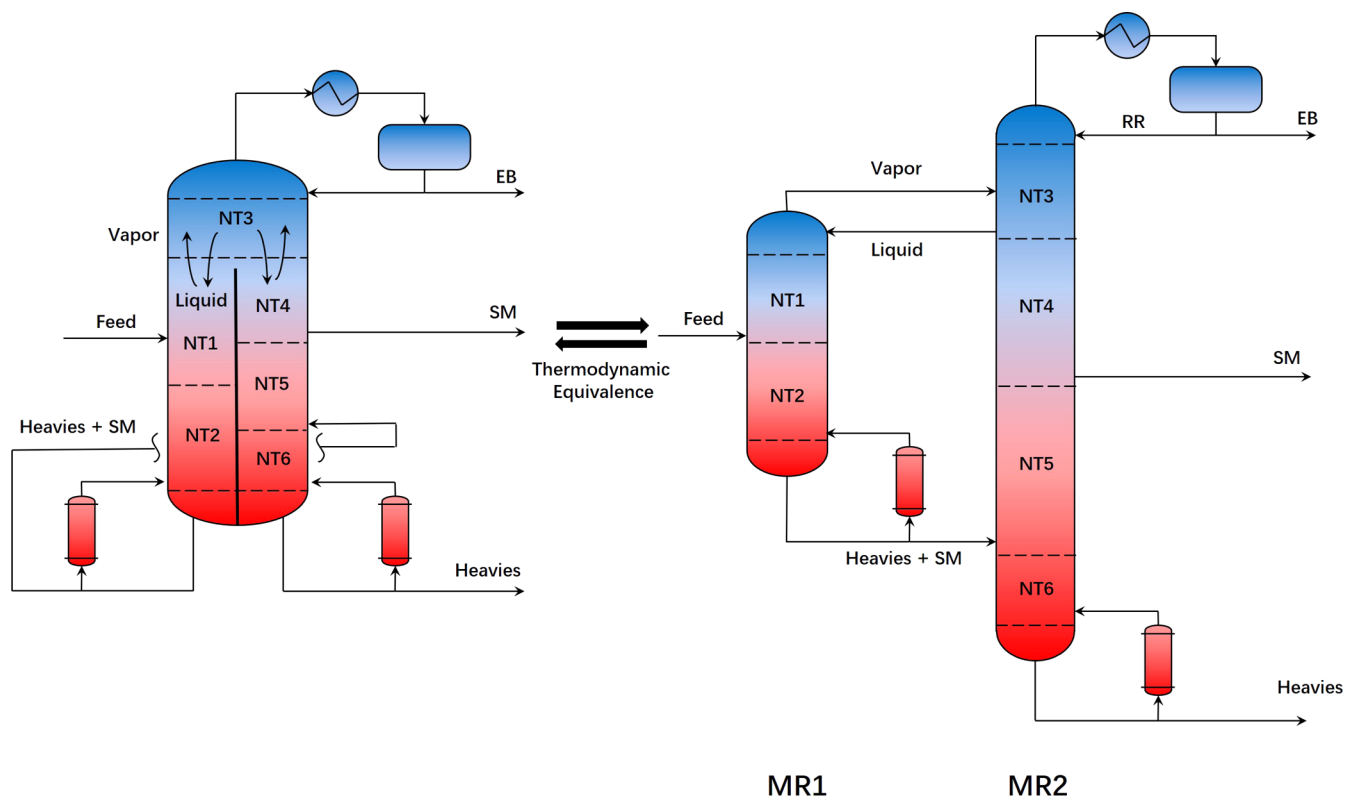 EB
NT3
Vapor
Liquid
NT4
SM
Feed
NT1
NT5
Heavies + SM
NT2
NT6
Heavies
Thermodynamic
Equivalence
RR
EB
Vapor
NT3
Liquid
NT1
NT4
Feed
SM
NT2
NT5
Heavies + SM
NT6
Heavies
MR1
MR2